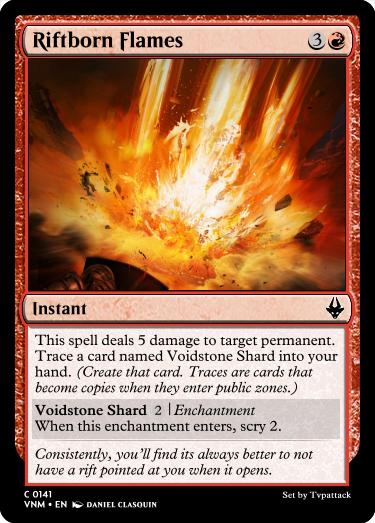 Riftborn Flames 3
Instant
This spell deals 5 damage to target permanent.
Trace a card named Voidstone Shard into your
hand. (Create that card. Traces are cards that
become copies when they enter public zones.)
Voidstone Shard 2 | Enchantment
When this enchantment enters, scry 2.
Consistently, you'll find its always better to not
have a rift pointed at you when it opens.
C 0141
VNM • EN DANIEL CLASQUIN
Set by Tvpattack